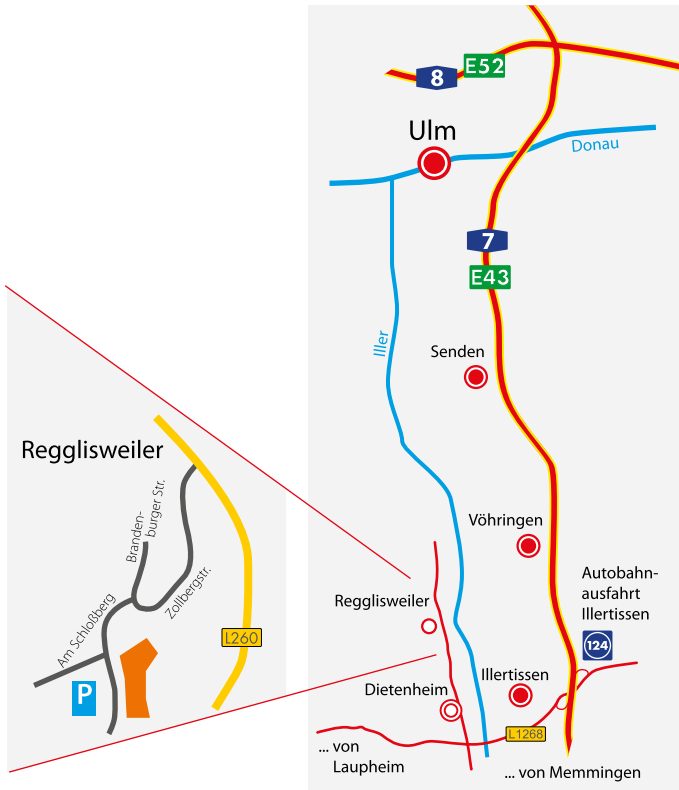 E52
8
Ulm
Donau
7
E43
Iller
Senden
Vöhringen
Autobahn-
ausfahrt
Illertissen
124
Regglisweiler
Illertissen
Dietenheim
L1268
... von
Laupheim
... von Memmingen
Regglisweiler
Branden-
burger Str.
Zollbergstr.
Am Schloßberg
L260
P